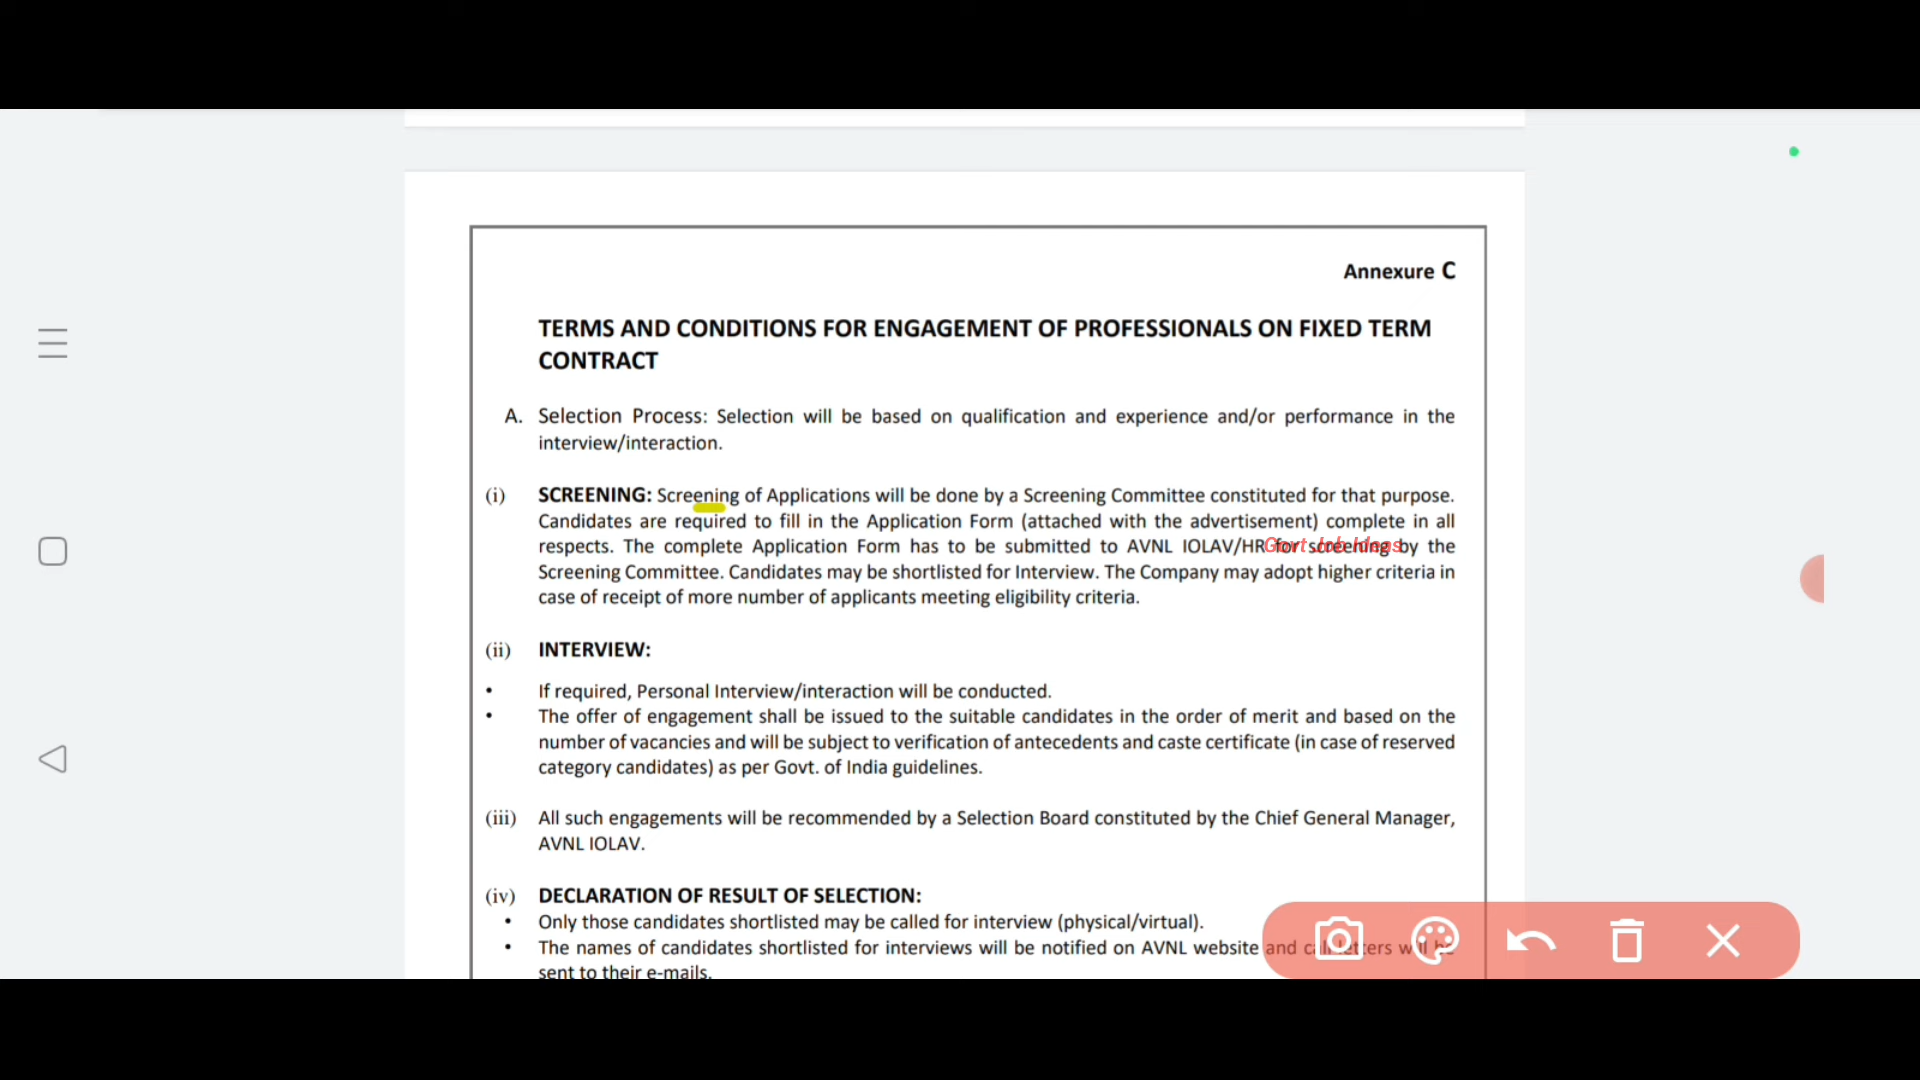 Annexure C
TERMS AND CONDITIONS FOR ENGAGEMENT OF PROFESSIONALS ON FIXED TERM
CONTRACT
A. Selection Process: Selection will be based on qualification and experience and/or performance in the
interview/interaction.
(i) SCREENING: Screening of Applications will be done by a Screening Committee constituted for that purpose.
Candidates are required to fill in the Application Form (attached with the advertisement) complete in all
respects. The complete Application Form has to be submitted to AVNL IOLAV/HR for screening by the
Govt Job Ideas
Screening Committee. Candidates may be shortlisted for Interview. The Company may adopt higher criteria in
case of receipt of more number of applicants meeting eligibility criteria.
(ii) INTERVIEW:
• If required, Personal Interview/interaction will be conducted.
• The offer of engagement shall be issued to the suitable candidates in the order of merit and based on the
number of vacancies and will be subject to verification of antecedents and caste certificate (in case of reserved
category candidates) as per Govt. of India guidelines.
(iii) All such engagements will be recommended by a Selection Board constituted by the Chief General Manager,
AVNL IOLAV.
(iv) DECLARATION OF RESULT OF SELECTION:
• Only those candidates shortlisted may be called for interview (physical/virtual).
• The names of candidates shortlisted for interviews will be notified on AVNL website and call letters will be
sent to their e-mails.